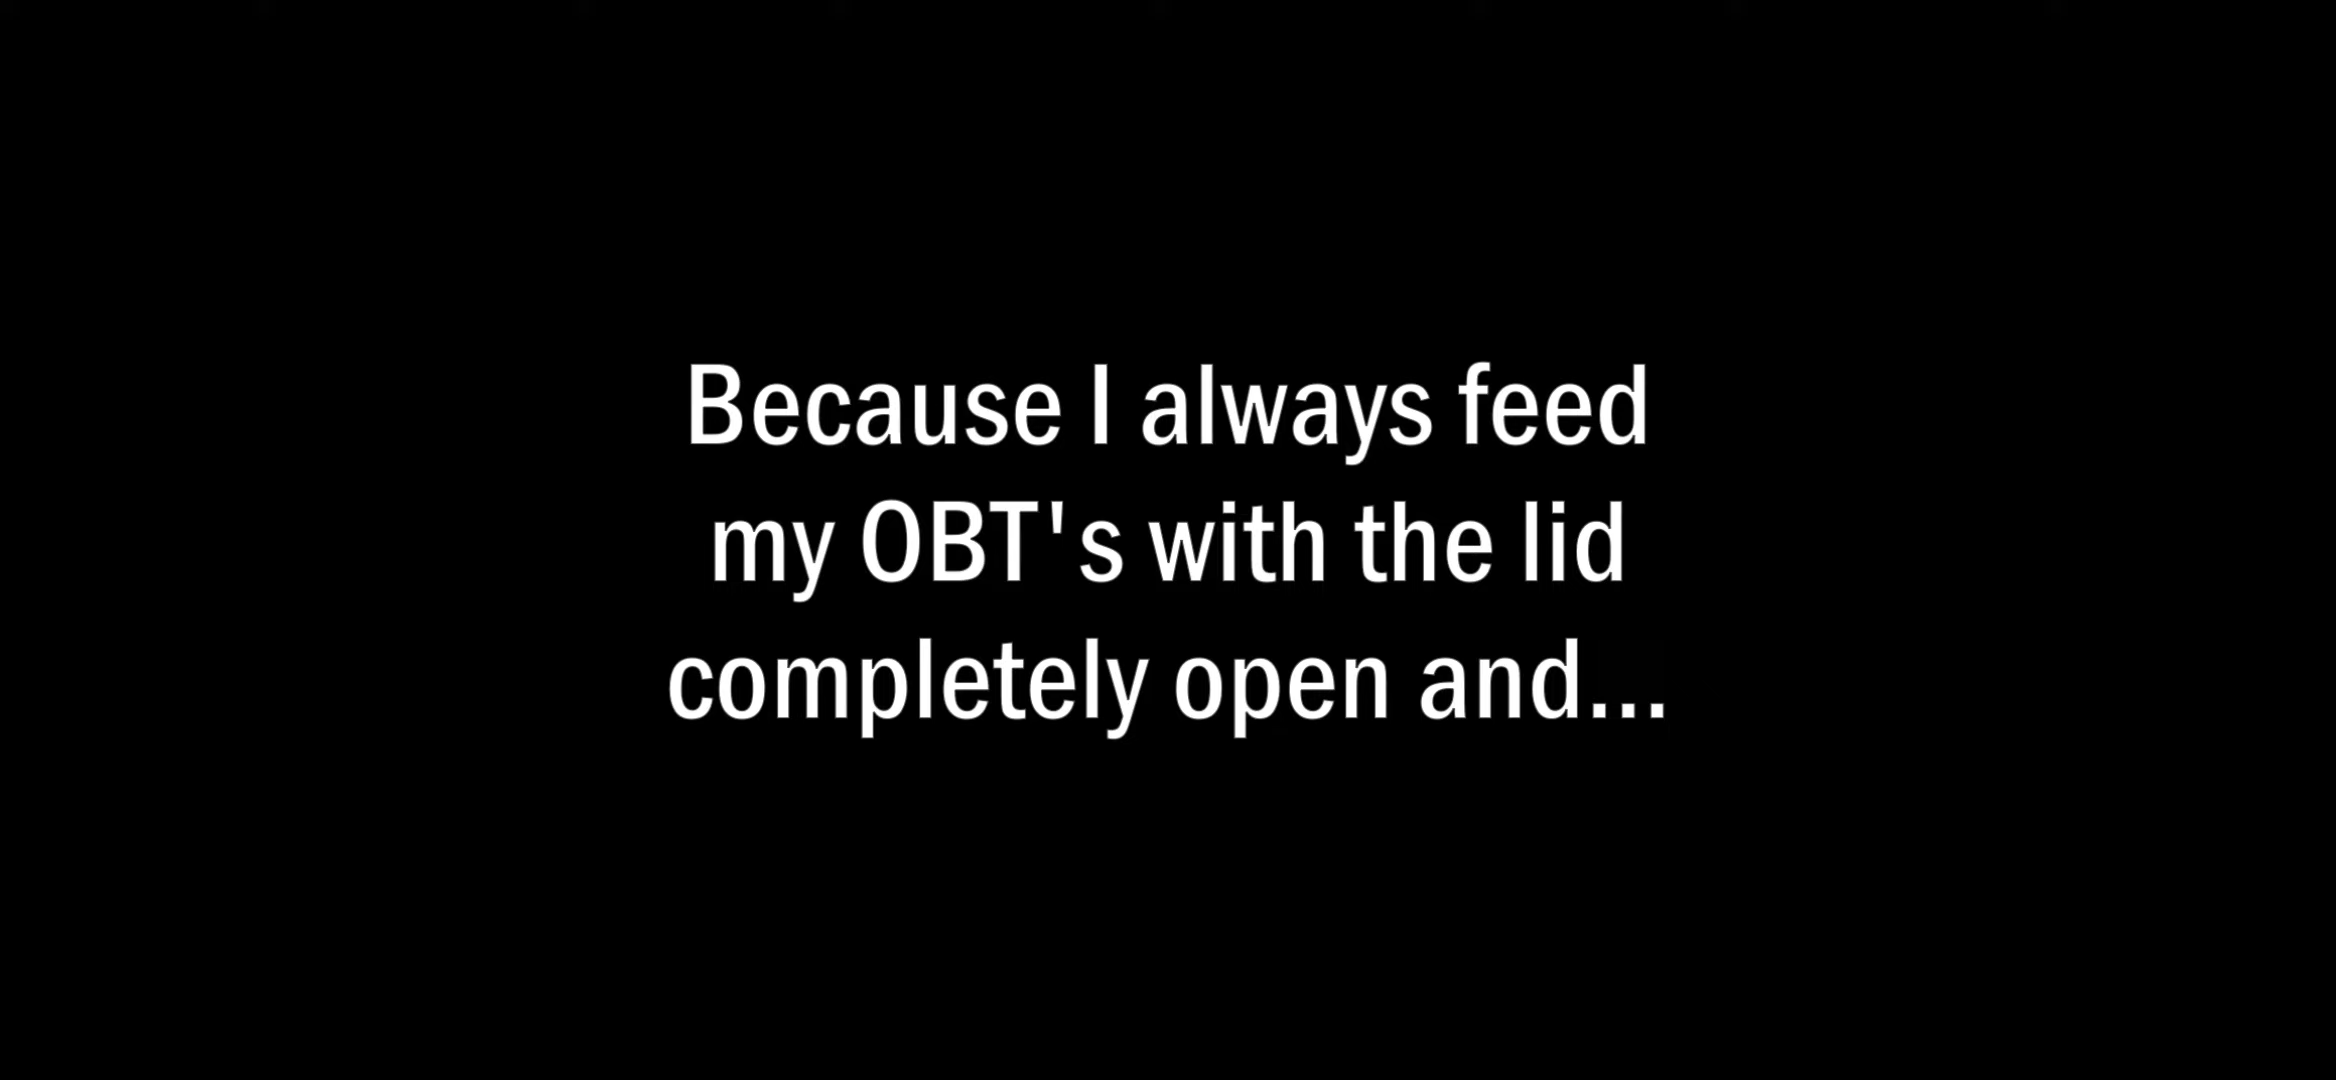 Because I always feed
my OBT's with the lid
completely open and...